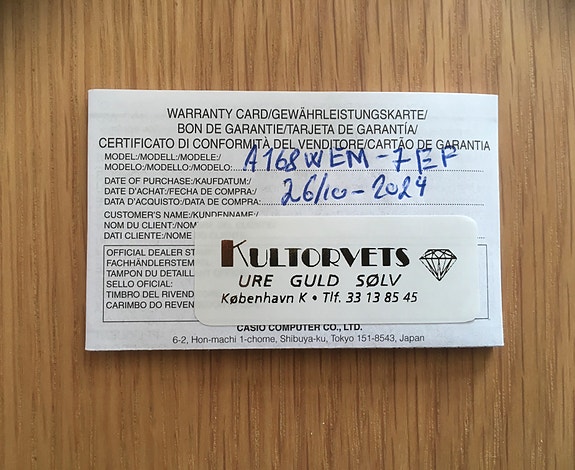 WARRANTY CARD/GEWÄHRLEISTUNGSKARTE/
BON DE GARANTIE/TARJETA DE GARANTÍA/
CERTIFICATO DI CONFORMITÀ DEL VENDITORE/CARTÃO DE GARANTIA
MODEL:/MODELL:/MODELE:/
MODELO:/MODELLO:/MODELO: A168WEM-7EF
DATE OF PURCHASE:/KAUFDATUM:/
DATE D'ACHAT:/FECHA DE COMPRA:/
DATA D'ACQUISTO:/DATA DE COMPRA: 26/10-2024
CUSTOMER'S NAME:/KUNDENNAME:/
NOM DU CLIENT:/NOM
DATI CLIENTE:/NOME
OFFICIAL DEALER ST
FACHHÄNDLERSTEM
TAMPON DU DETAILL
SELLO OFICIAL:
TIMBRO DEL RIVEND
CARIMBO DO REVEN
KULTORVETS
URE GULD SØLV
København K • Tlf. 33 13 85 45
CASIO COMPUTER CO., LTD.
6-2, Hon-machi 1-chome, Shibuya-ku, Tokyo 151-8543, Japan